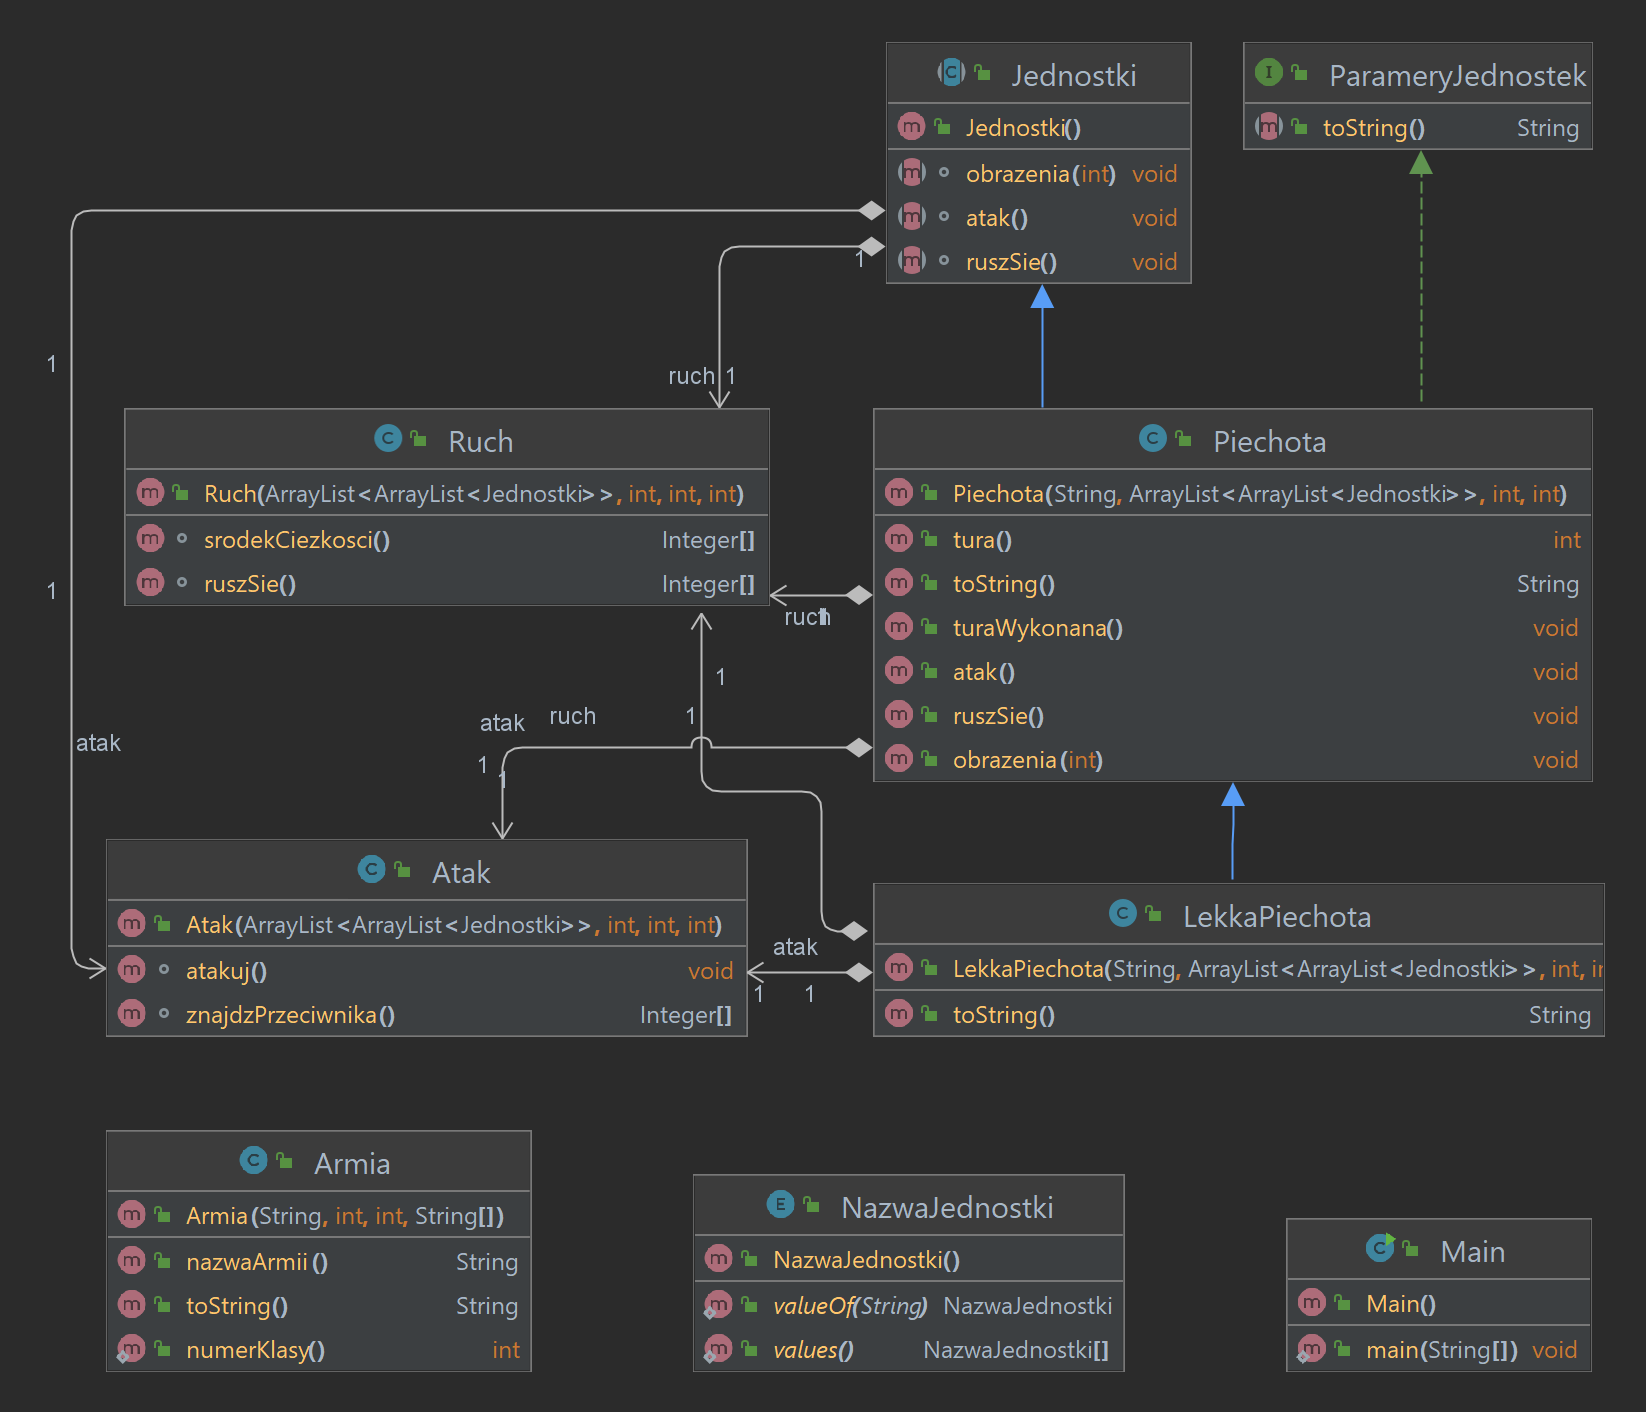 Jednostki
Jednostki()
obrazenia(int) void
atak() void
ruszSie() void
ParameryJednostek
toString() String
1
ruch 1
1
1
atak
Ruch
Ruch(ArrayList<ArrayList<Jednostki>>, int, int, int)
srodekCiezkosci() Integer[]
ruszSie() Integer[]
Piechota
Piechota(String, ArrayList<ArrayList<Jednostki>>, int, int)
tura() int
toString() String
turaWykonana() void
atak() void
ruszSie() void
obrazenia(int) void
ruch
1
1
atak
ruch
1
1
Atak
Atak(ArrayList<ArrayList<Jednostki>>, int, int, int)
atakuj() void
znajdzPrzeciwnika() Integer[]
atak
1
1
LekkaPiechota
LekkaPiechota(String, ArrayList<ArrayList<Jednostki>>, int, in
toString() String
Armia
Armia(String, int, int, String[])
nazwaArmii() String
toString() String
numerKlasy() int
NazwaJednostki
NazwaJednostki()
valueOf(String) NazwaJednostki
values() NazwaJednostki[]
Main
Main()
main(String[]) void